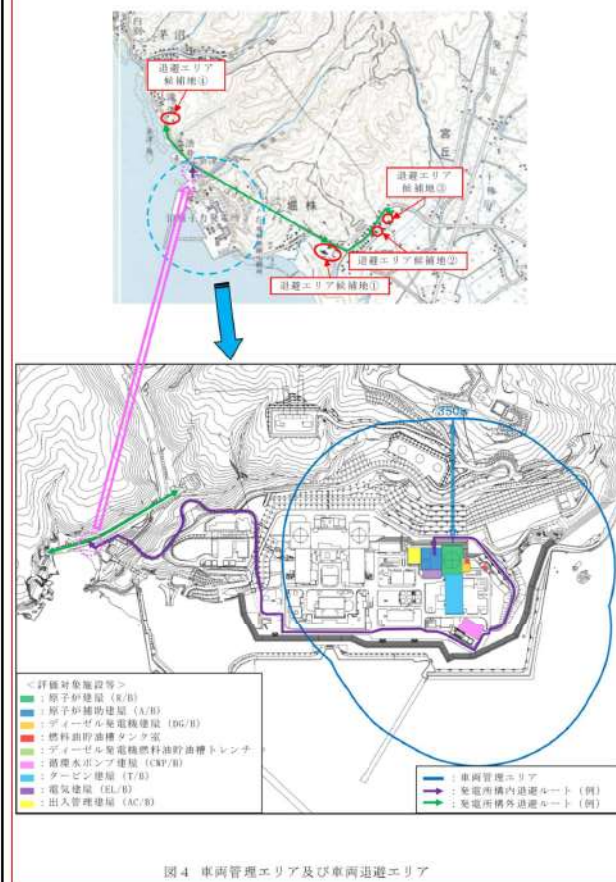 茅沼
退避エリア
候補地④
宮丘
退避エリア
候補地③
堀株
退避エリア候補地②
退避エリア候補地①
350m
＜評価対象施設等＞
：原子炉建屋（R/B）
：原子炉補助建屋（A/B）
：ディーゼル発電機建屋（DG/B）
：燃料油貯油槽タンク室
：ディーゼル発電機燃料油貯油槽トレンチ
：循環水ポンプ建屋（CWP/B）
：タービン建屋（T/B）
：電気建屋（EL/B）
：出入管理建屋（AC/B）
：車両管理エリア
：発電所構内退避ルート（例）
：発電所構外退避ルート（例）
図4 車両管理エリア及び車両退避エリア